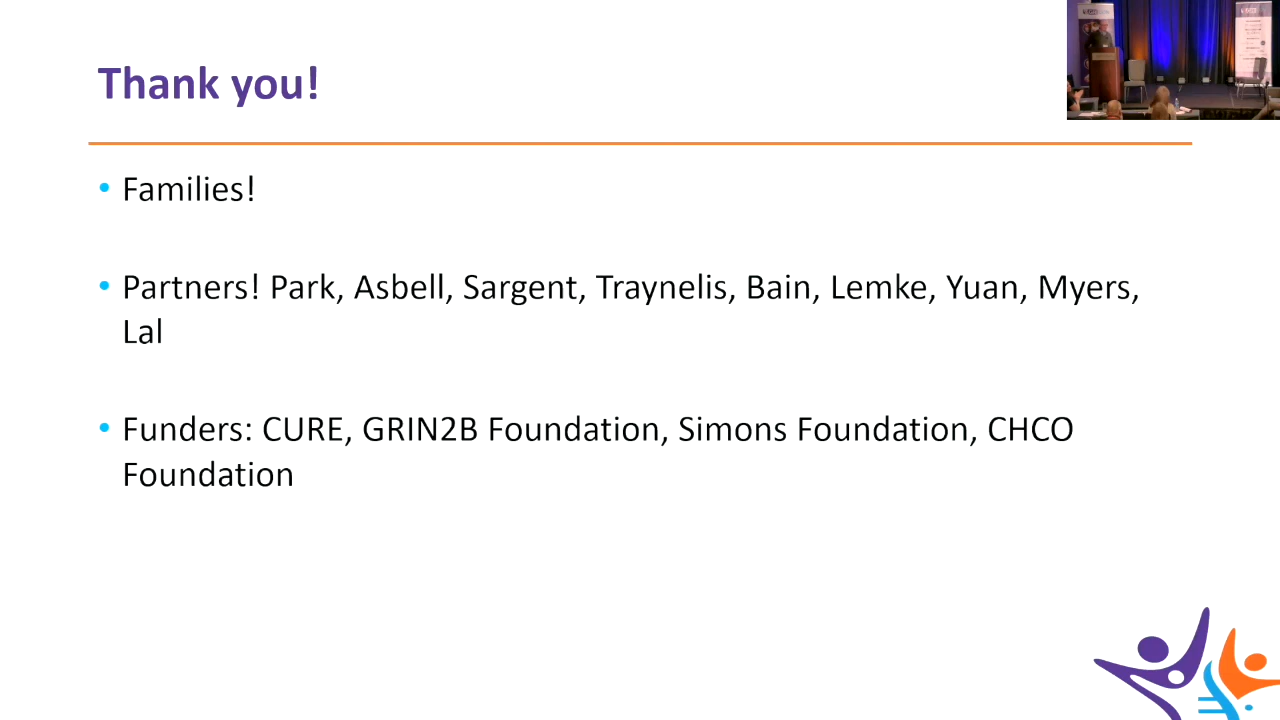 Thank you!
• Families!
• Partners! Park, Asbell, Sargent, Traynelis, Bain, Lemke, Yuan, Myers,
Lal
• Funders: CURE, GRIN2B Foundation, Simons Foundation, CHCO
Foundation